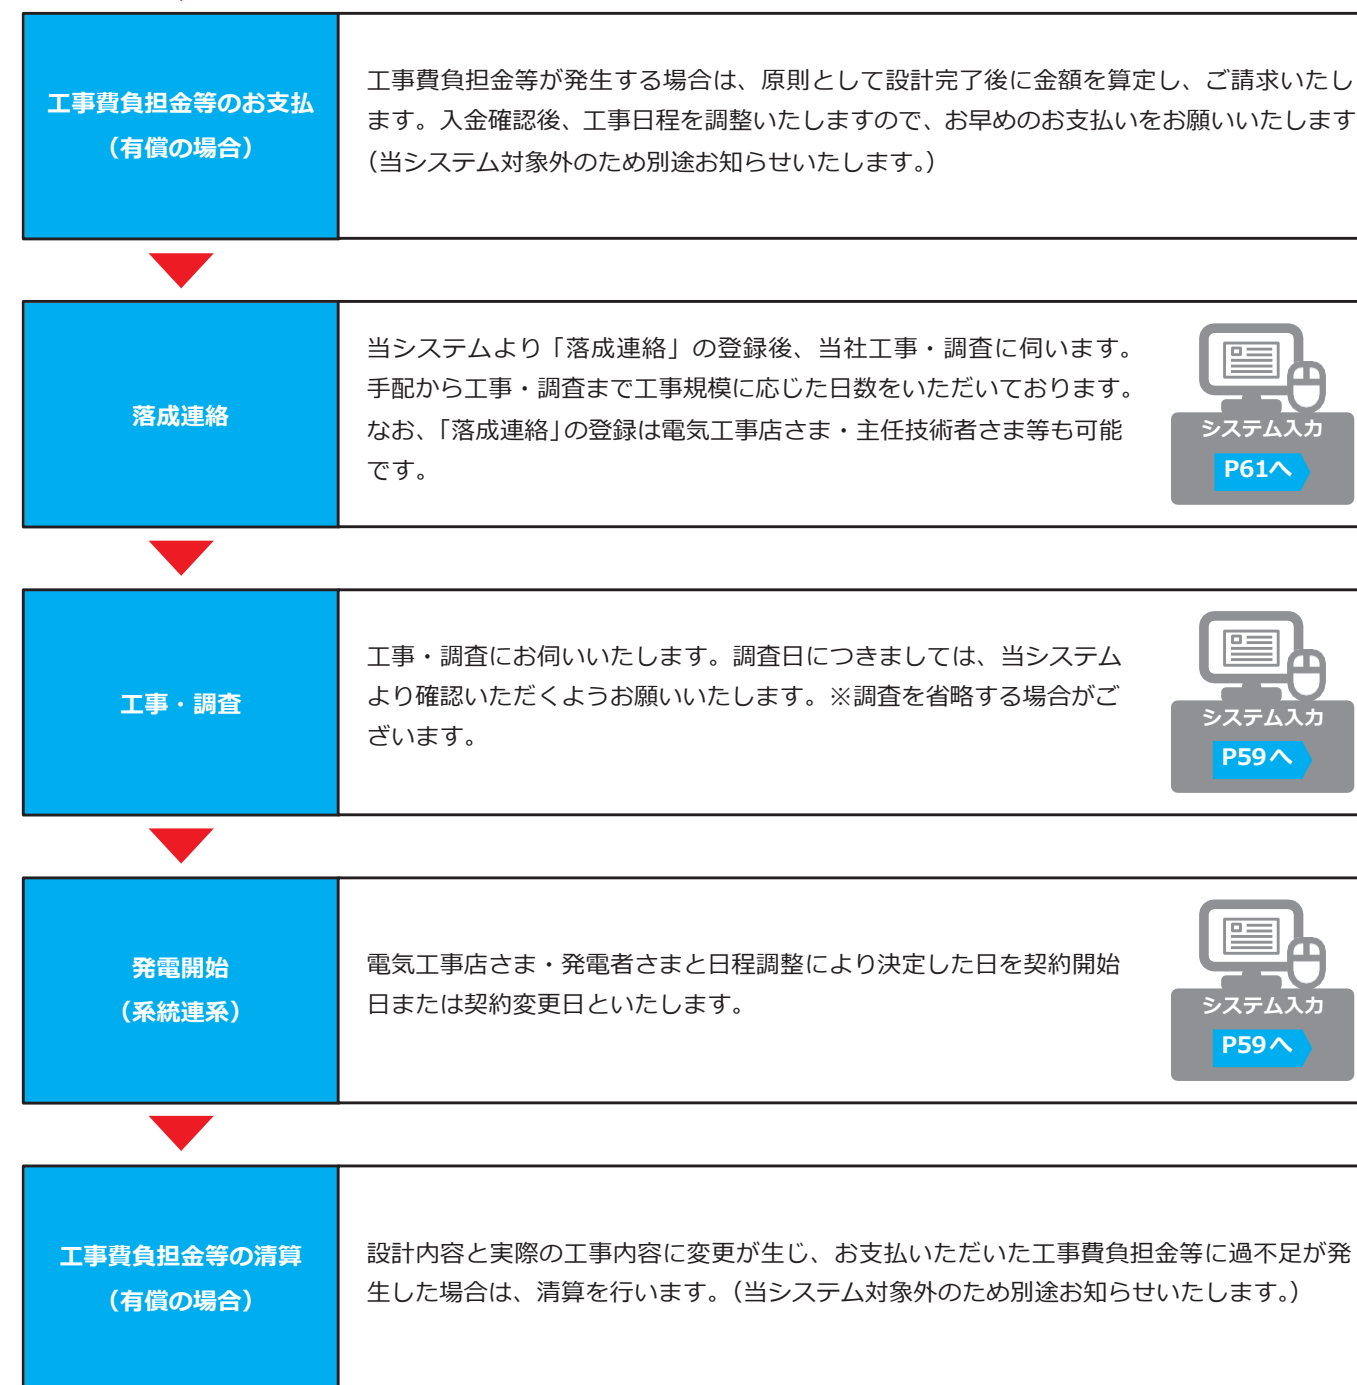 工事費負担金等のお支払
（有償の場合）
工事費負担金等が発生する場合は、原則として設計完了後に金額を算定し、ご請求いたし
ます。入金確認後、工事日程を調整いたしますので、お早めのお支払いをお願いいたします
（当システム対象外のため別途お知らせいたします。）
落成連絡
当システムより「落成連絡」の登録後、当社工事・調査に伺います。
手配から工事・調査まで工事規模に応じた日数をいただいております。
なお、「落成連絡」の登録は電気工事店さま・主任技術者さま等も可能
です。
システム入力
P61へ
工事・調査
工事・調査にお伺いいたします。調査日につきましては、当システム
より確認いただくようお願いいたします。※調査を省略する場合がご
ざいます。
システム入力
P59へ
発電開始
（系統連系）
電気工事店さま・発電者さまと日程調整により決定した日を契約開始
日または契約変更日といたします。
システム入力
P59へ
工事費負担金等の清算
（有償の場合）
設計内容と実際の工事内容に変更が生じ、お支払いただいた工事費負担金等に過不足が発
生した場合は、清算を行います。（当システム対象外のため別途お知らせいたします。）